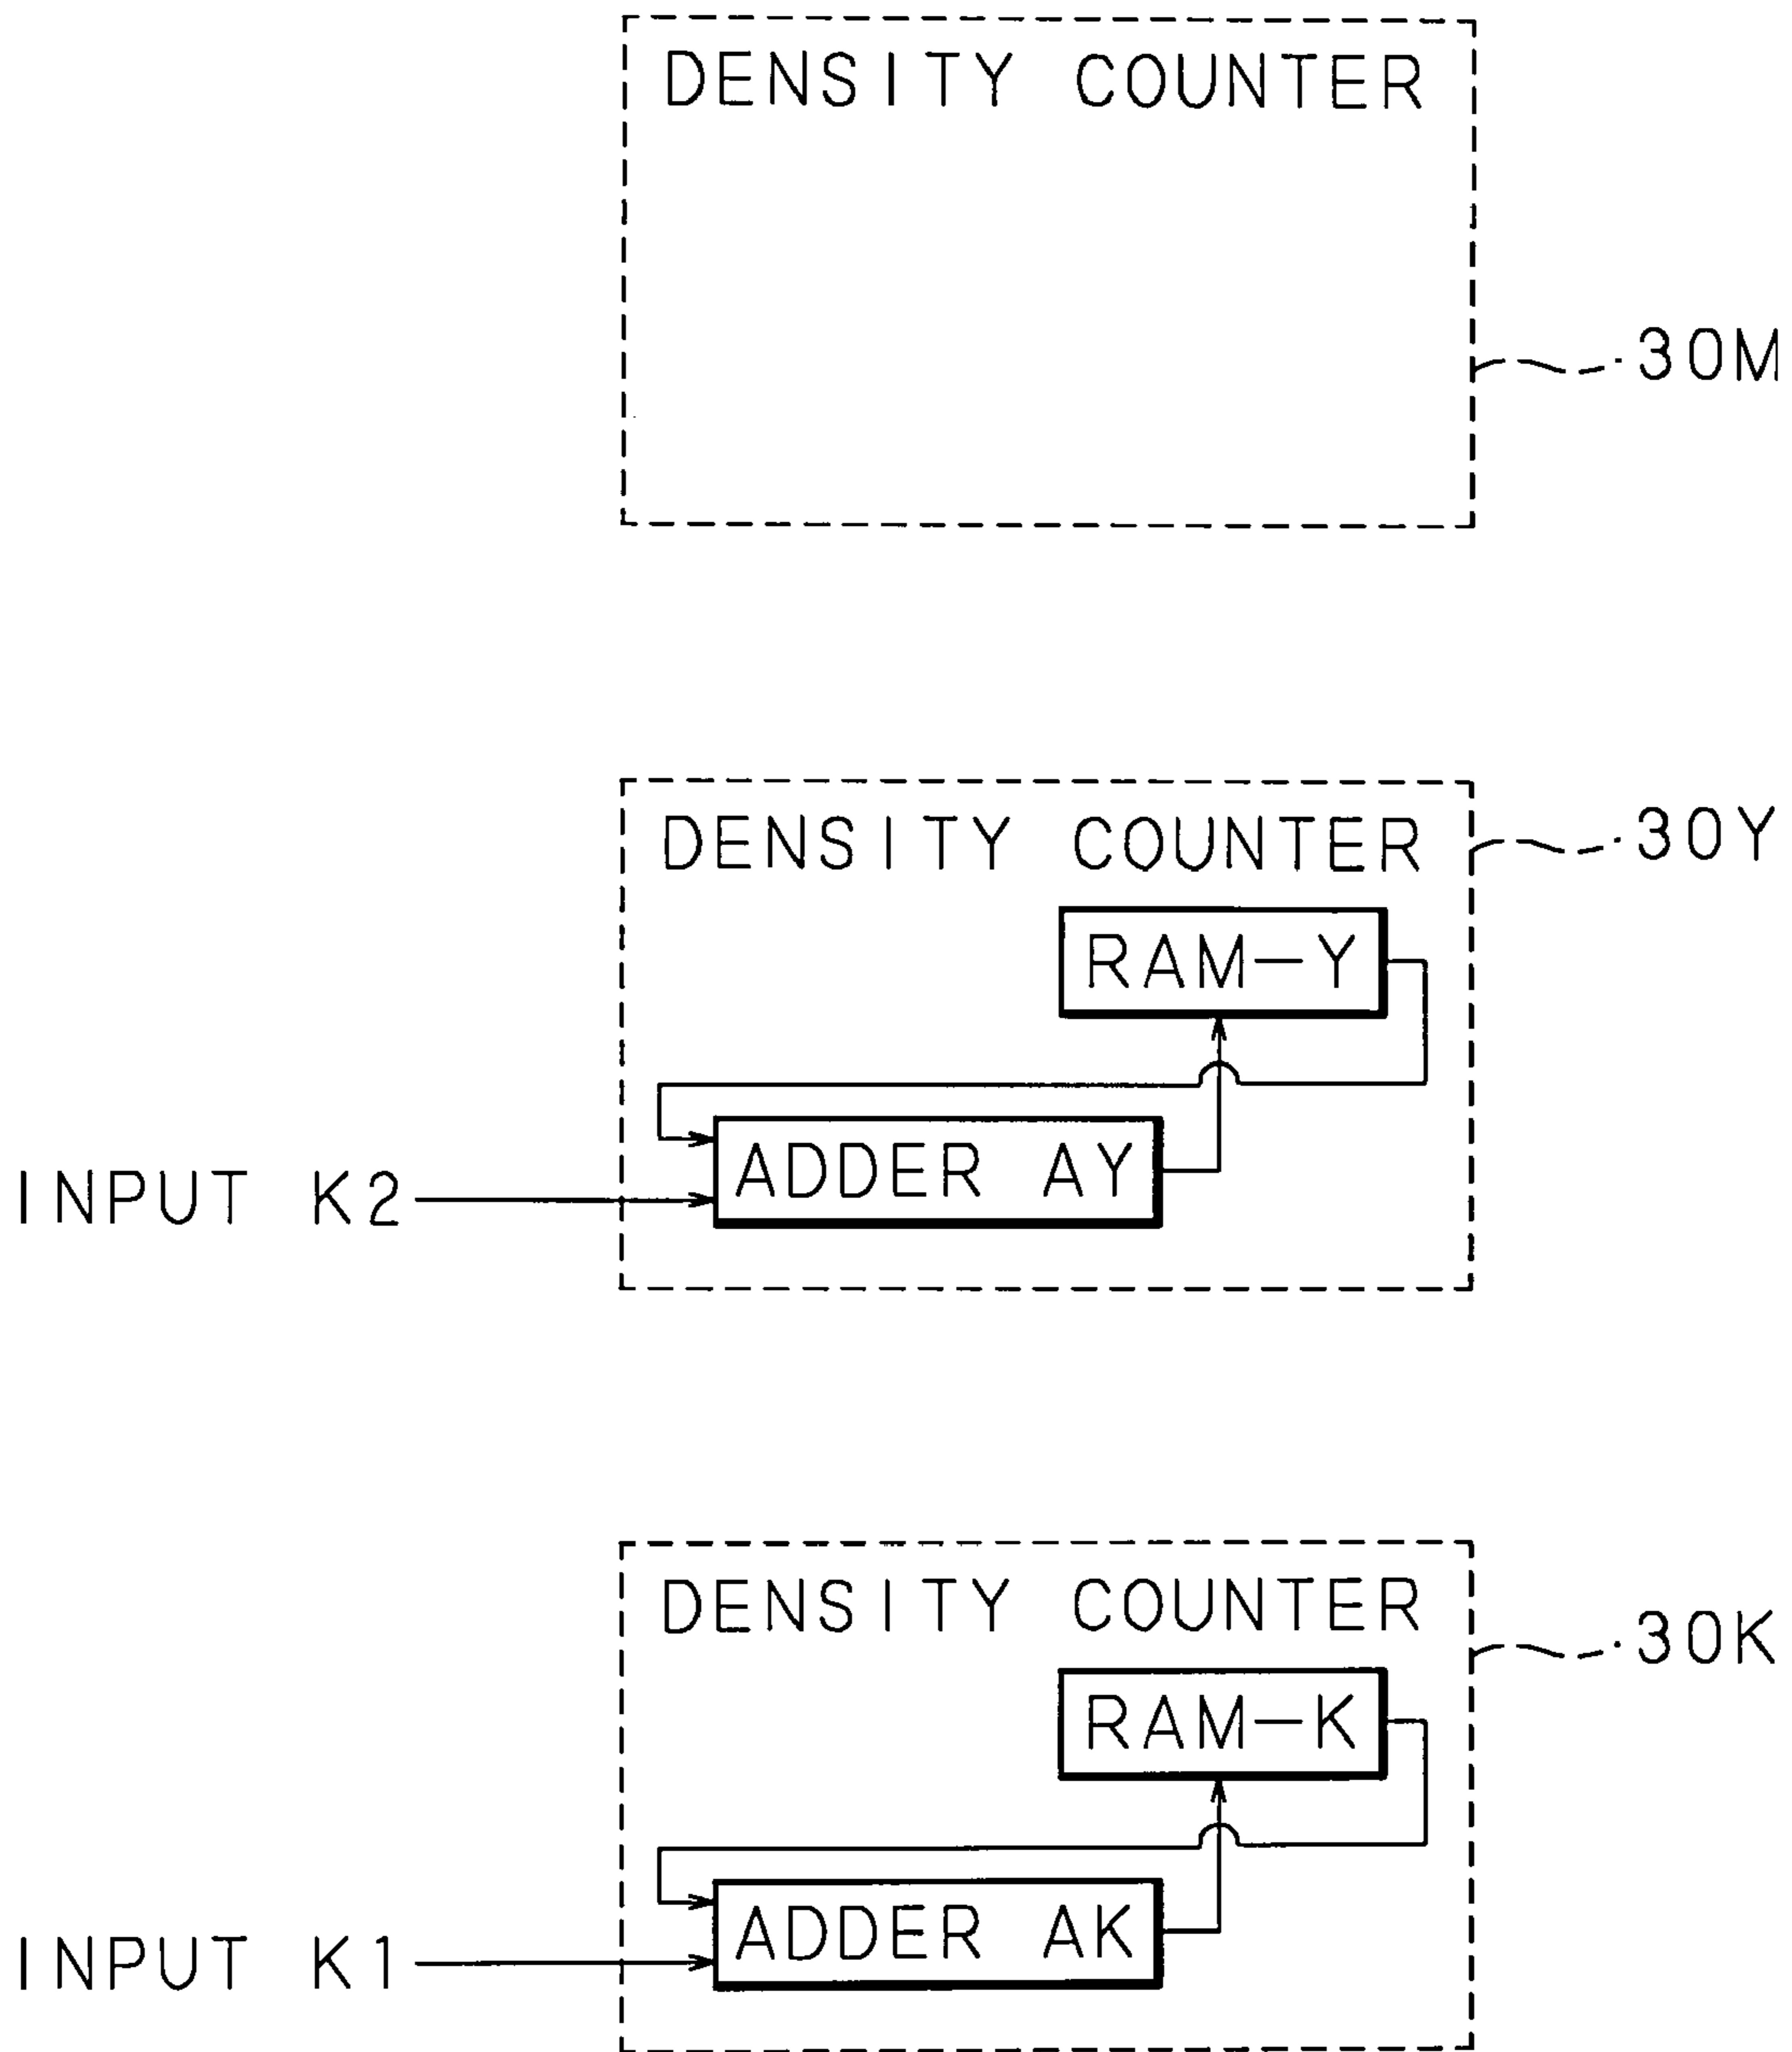 DENSITY COUNTER
30M
DENSITY COUNTER
30Y
RAM-Y
ADDER AY
INPUT K2
DENSITY COUNTER
30K
RAM-K
ADDER AK
INPUT K1